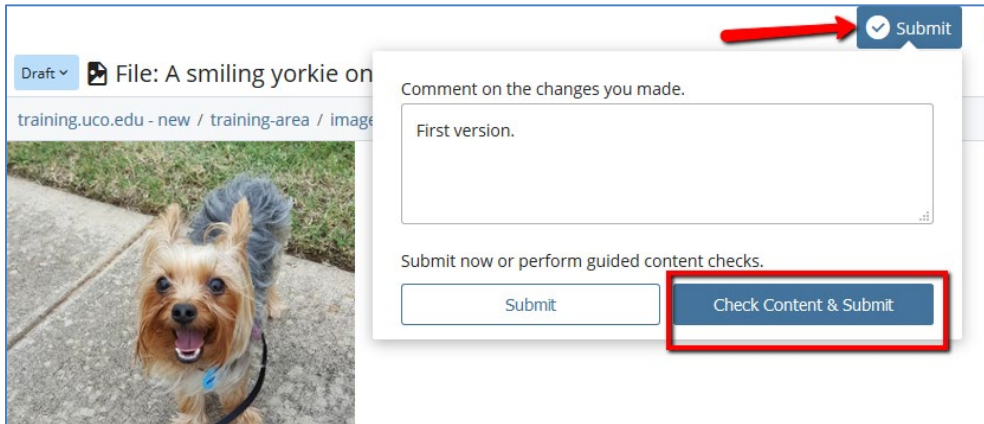 Submit
Draft
File: A smiling yorkie on
training.uco.edu - new / training-area / image
Comment on the changes you made.
First version.
Submit now or perform guided content checks.
Submit
Check Content & Submit